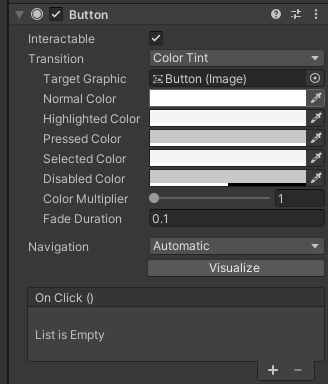 Button
Interactable
Transition Color Tint
Target Graphic Button (Image)
Normal Color
Highlighted Color
Pressed Color
Selected Color
Disabled Color
Color Multiplier 1
Fade Duration 0.1
Navigation Automatic
Visualize
On Click ()
List is Empty